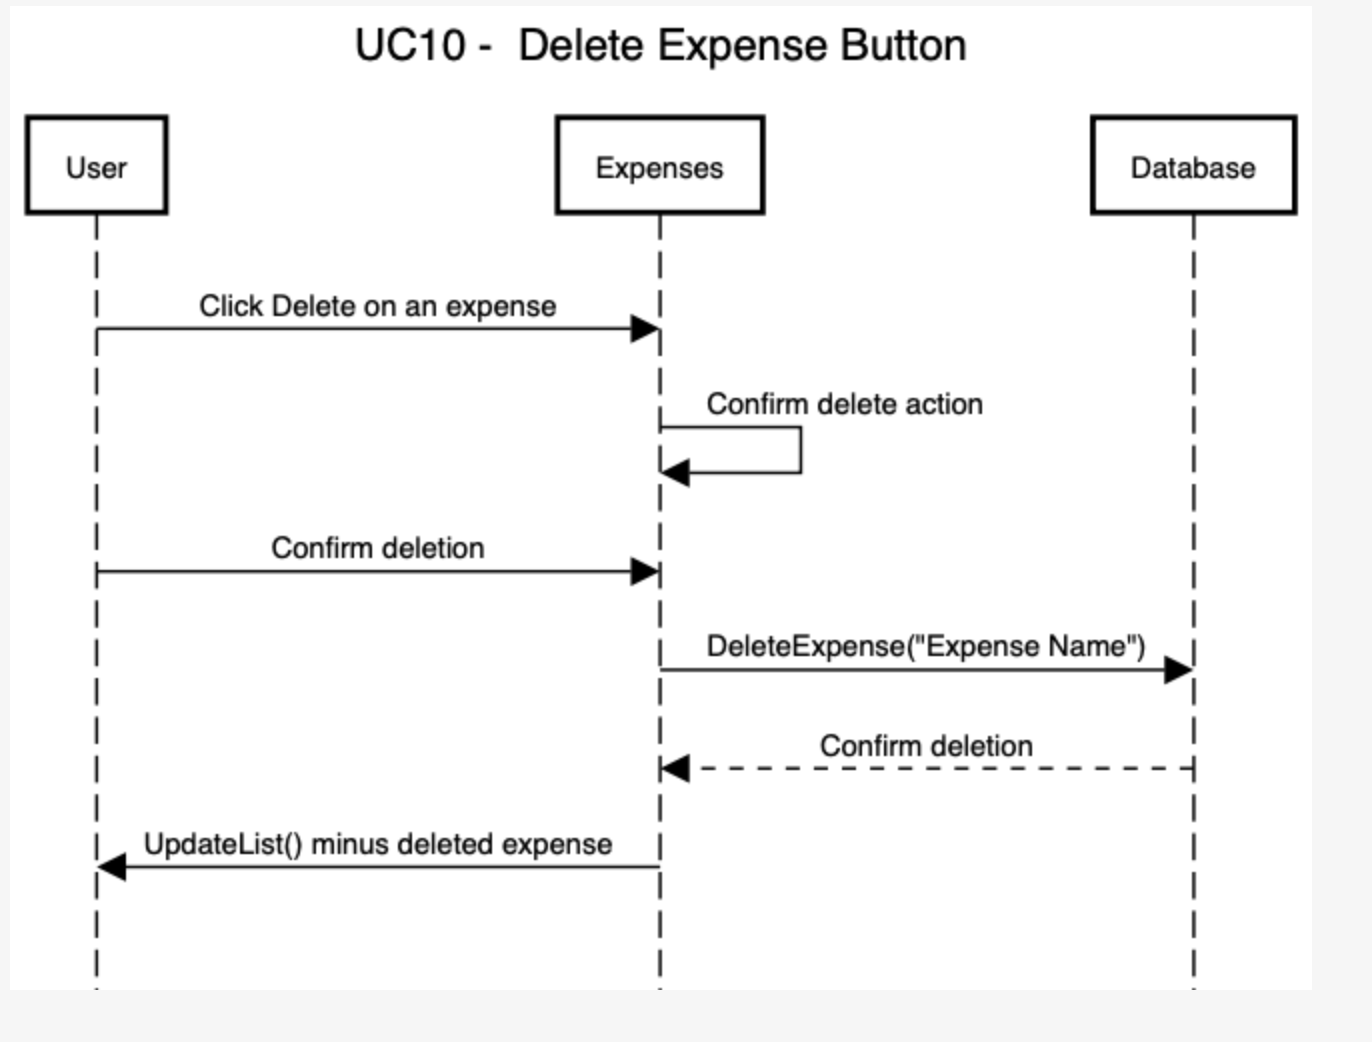 UC10 - Delete Expense Button
User
Expenses
Database
Click Delete on an expense
Confirm delete action
Confirm deletion
DeleteExpense("Expense Name")
Confirm deletion
UpdateList() minus deleted expense